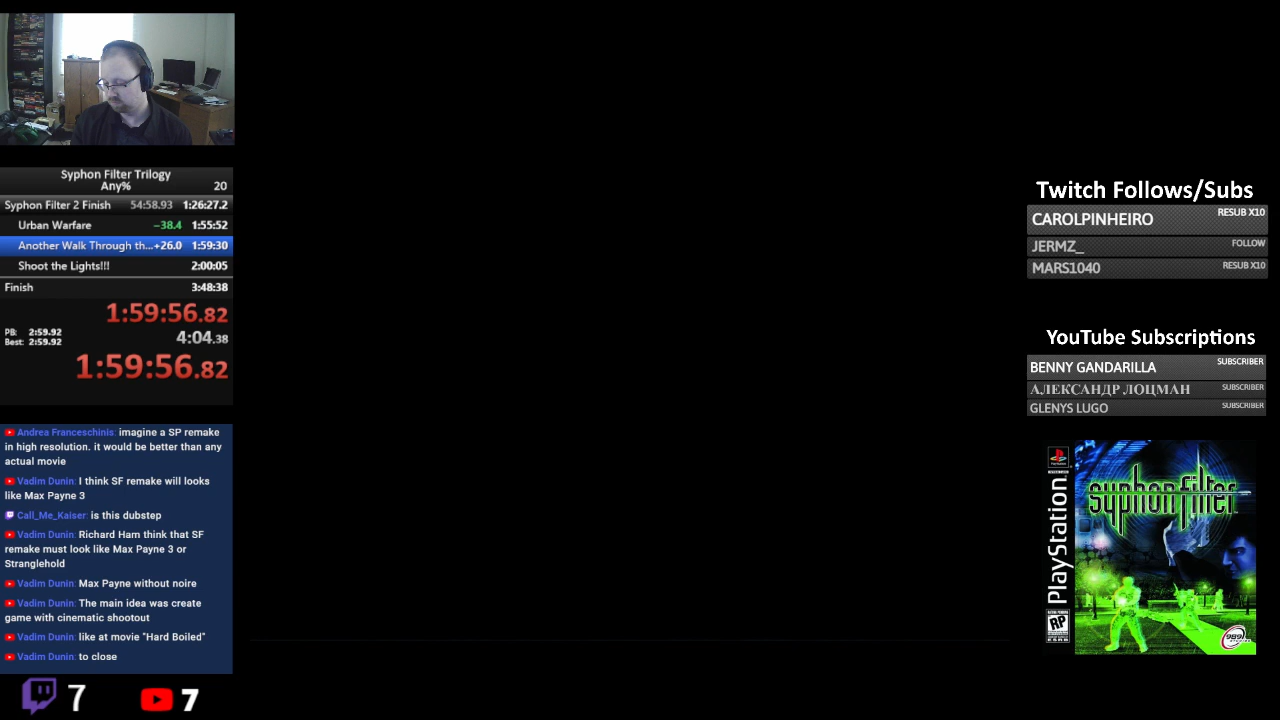 Syphon Filter Trilogy
Any% 20
Syphon Filter 2 Finish 54:58.93 1:26:27.2
Urban Warfare −38.4 1:55:52
Another Walk Through th...+26.0 1:59:30
Shoot the Lights!!! 2:00:05
Finish 3:48:38
1:59:56.82
PB: 2:59.92
Best: 2:59.92
4:04.38
1:59:56.82
Andrea Franceschinis: imagine a SP remake
in high resolution. it would be better than any
actual movie
Vadim Dunin: I think SF remake will looks
like Max Payne 3
Call_Me_Kaiser: is this dubstep
Vadim Dunin: Richard Ham think that SF
remake must look like Max Payne 3 or
Stranglehold
Vadim Dunin: Max Payne without noire
Vadim Dunin: The main idea was create
game with cinematic shootout
Vadim Dunin: like at movie "Hard Boiled"
Vadim Dunin: to close
7 7
Twitch Follows/Subs
CAROLPINHEIRO RESUB X10
JERMZ_ FOLLOW
MARS1040 RESUB X10
YouTube Subscriptions
BENNY GANDARILLA SUBSCRIBER
АЛЕКСАНДР ЛОЦМАН SUBSCRIBER
GLENYS LUGO SUBSCRIBER
PlayStation
syphon filter
RP
989